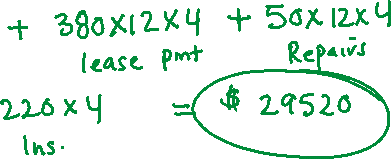 + 380x12x4 + 50x12x4
lease pmt Repairs
220x4 = $ 29520
Ins.